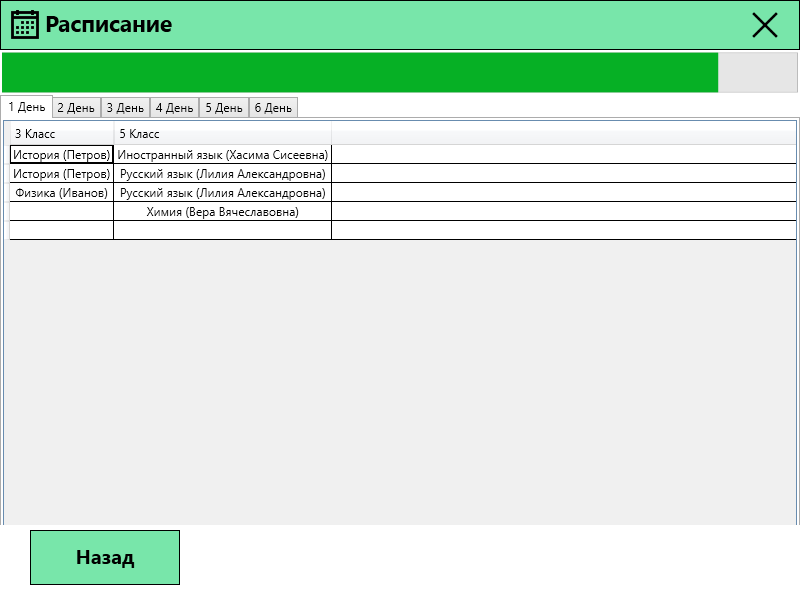 Расписание
1 День 2 День 3 День 4 День 5 День 6 День
3 Класс 5 Класс
История (Петров) Иностранный язык (Хасима Сисеевна)
История (Петров) Русский язык (Лилия Александровна)
Физика (Иванов) Русский язык (Лилия Александровна)
Химия (Вера Вячеславовна)
Назад